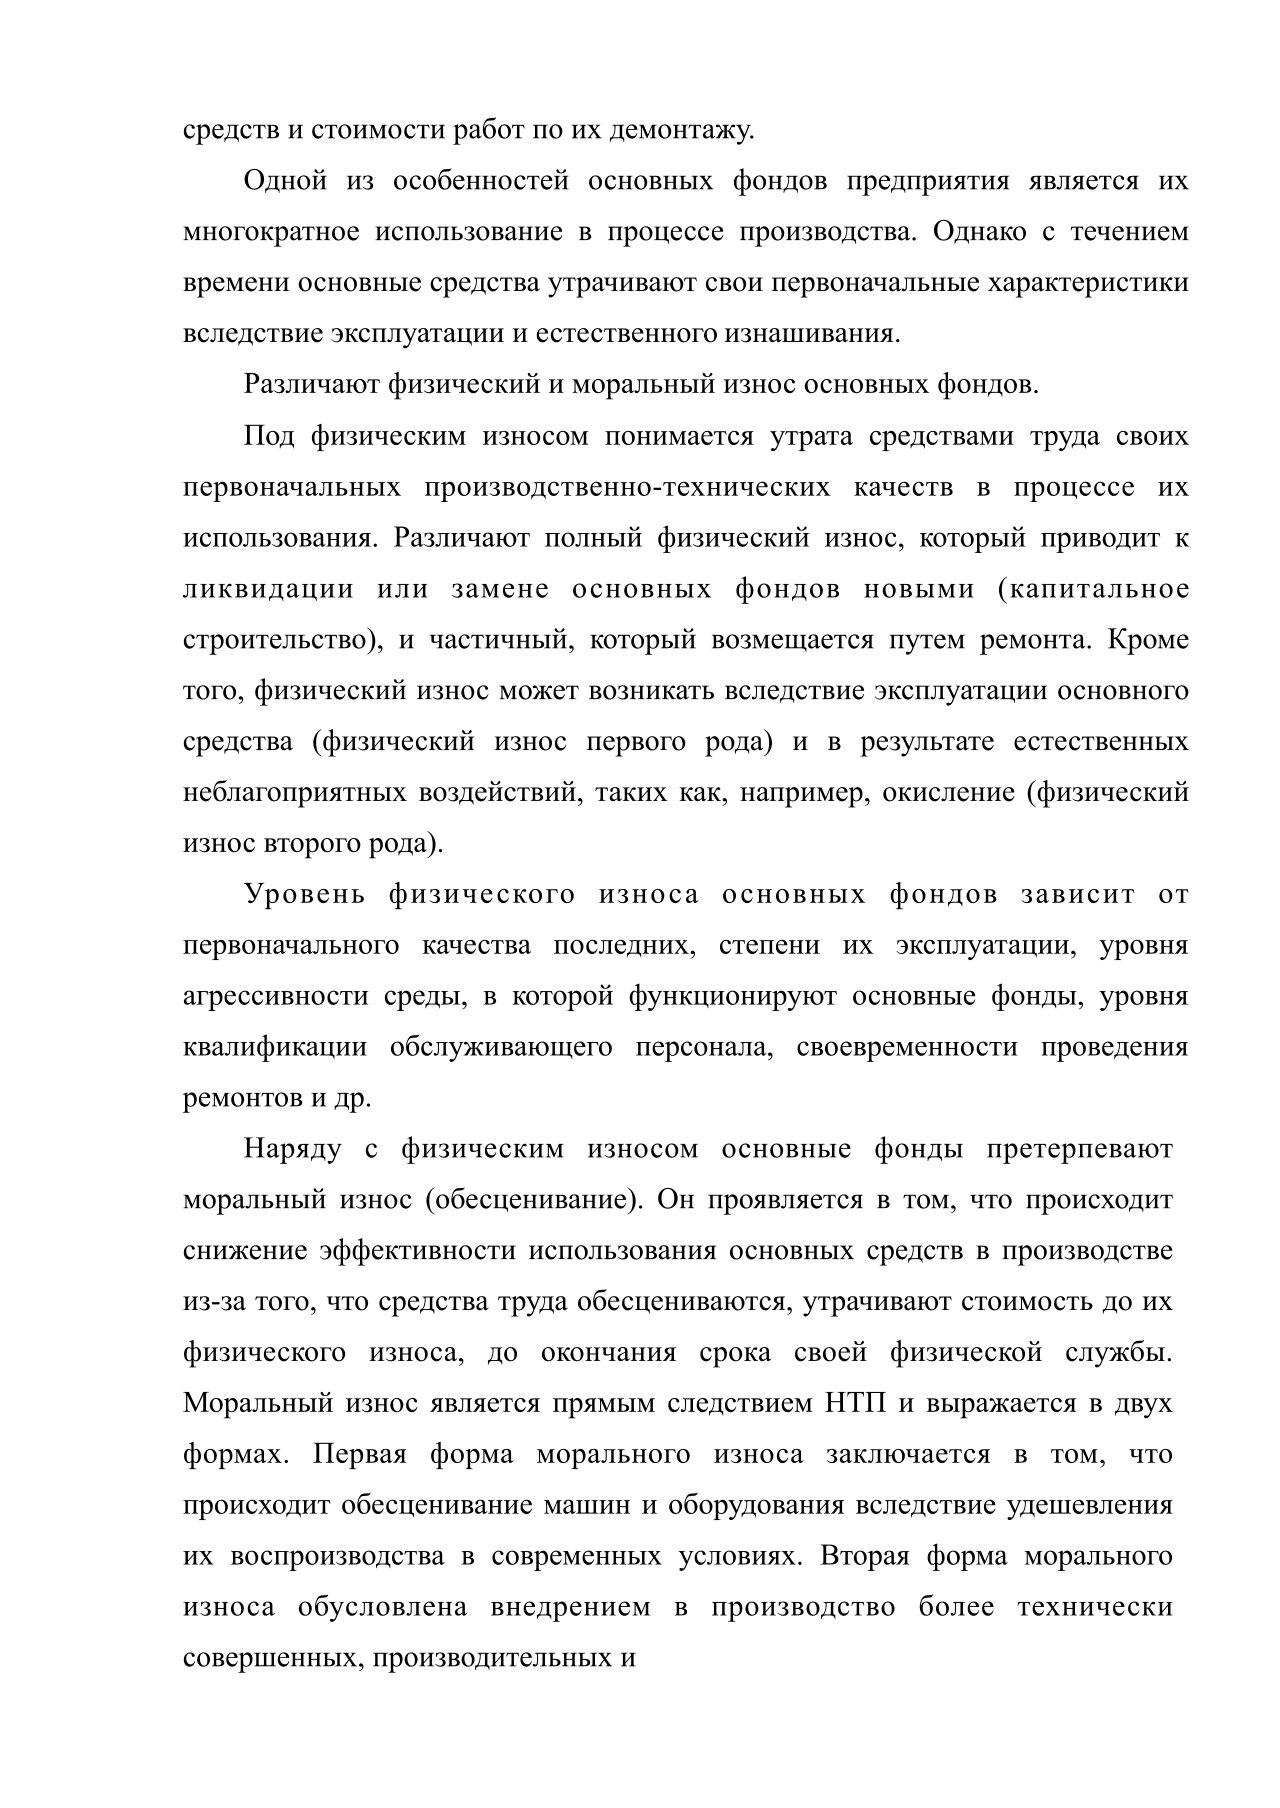 средств и стоимости работ по их демонтажу.
Одной из особенностей основных фондов предприятия является их
многократное использование в процессе производства. Однако с течением
времени основные средства утрачивают свои первоначальные характеристики
вследствие эксплуатации и естественного изнашивания.
Различают физический и моральный износ основных фондов.
Под физическим износом понимается утрата средствами труда своих
первоначальных производственно-технических качеств в процессе их
использования. Различают полный физический износ, который приводит к
ликвидации или замене основных фондов новыми (капитальное
строительство), и частичный, который возмещается путем ремонта. Кроме
того, физический износ может возникать вследствие эксплуатации основного
средства (физический износ первого рода) и в результате естественных
неблагоприятных воздействий, таких как, например, окисление (физический
износ второго рода).
Уровень физического износа основных фондов зависит от
первоначального качества последних, степени их эксплуатации, уровня
агрессивности среды, в которой функционируют основные фонды, уровня
квалификации обслуживающего персонала, своевременности проведения
ремонтов и др.
Наряду с физическим износом основные фонды претерпевают
моральный износ (обесценивание). Он проявляется в том, что происходит
снижение эффективности использования основных средств в производстве
из-за того, что средства труда обесцениваются, утрачивают стоимость до их
физического износа, до окончания срока своей физической службы.
Моральный износ является прямым следствием НТП и выражается в двух
формах. Первая форма морального износа заключается в том, что
происходит обесценивание машин и оборудования вследствие удешевления
их воспроизводства в современных условиях. Вторая форма морального
износа обусловлена внедрением в производство более технически
совершенных, производительных и